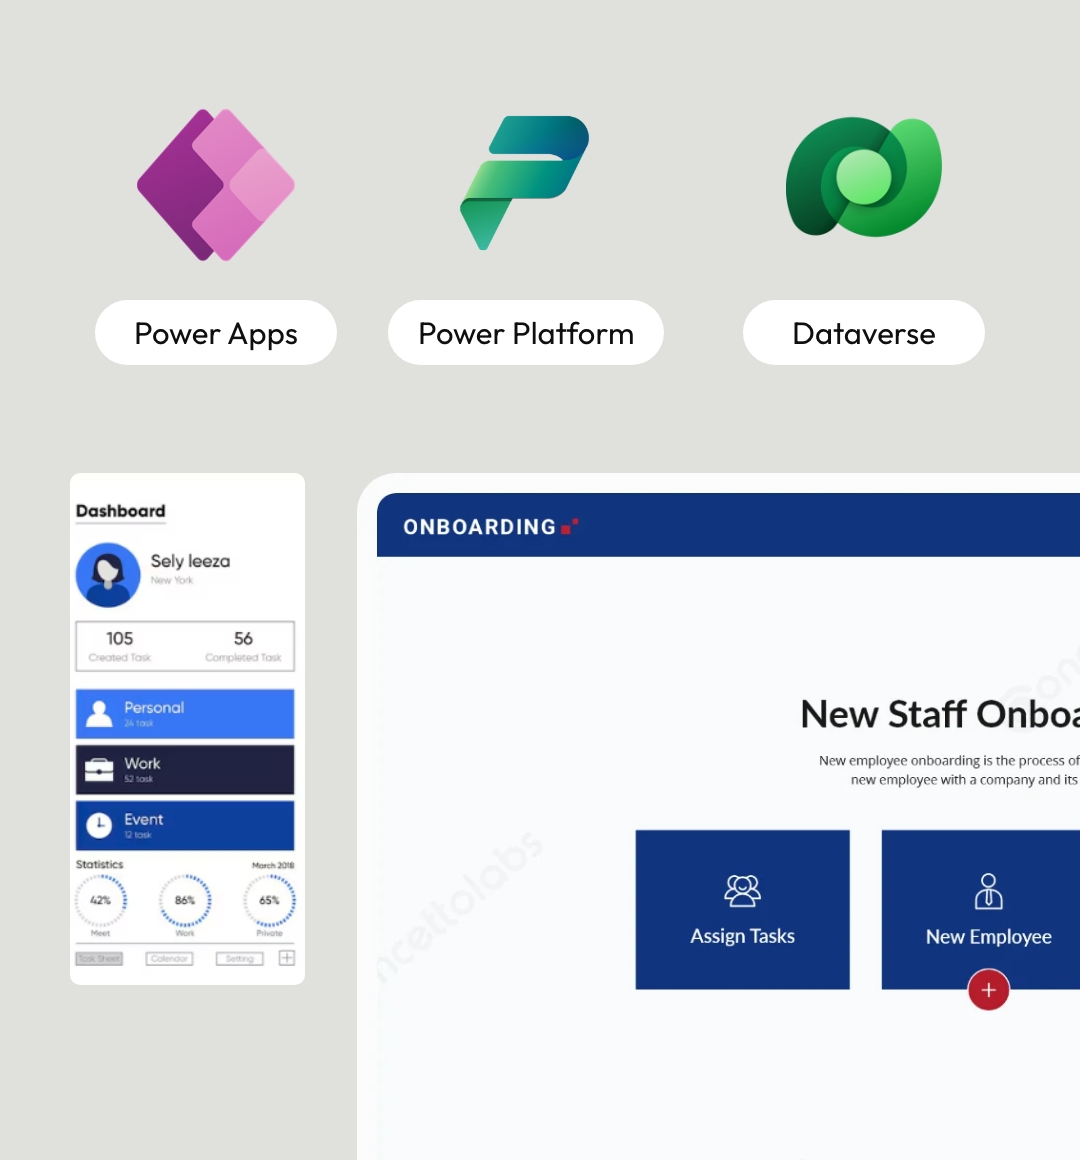 Power Apps
Power Platform
Dataverse
Dashboard
Sely leeza
New York
105
56
Created Task
Completed Task
Personal
24 task
Work
52 task
Event
12 task
Statistics
March 2018
42%
86%
65%
Meet
Work
Private
Task Sheet
Calendar
Setting
ONBOARDING
New Staff Onboa
New employee onboarding is the process of
new employee with a company and its
Assign Tasks
New Employee
+
ncettolabs
Cons